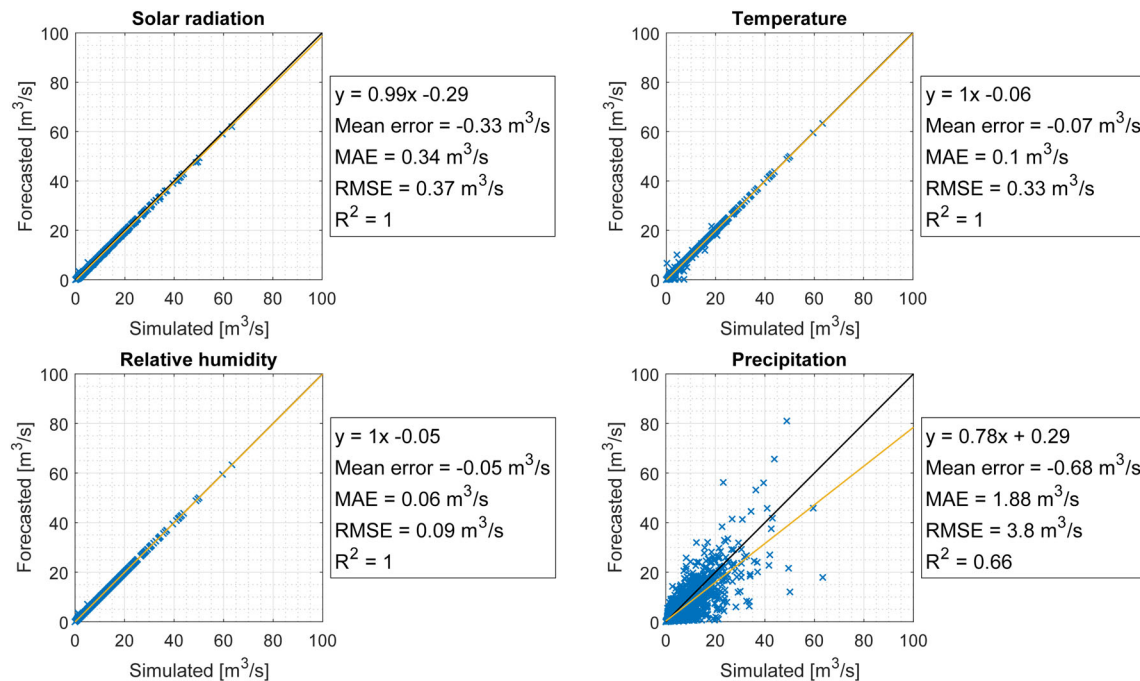 Solar radiation
Forecasted [m³/s]
100
80
60
40
20
0
0 20 40 60 80 100
Simulated [m³/s]
y = 0.99x -0.29
Mean error = -0.33 m³/s
MAE = 0.34 m³/s
RMSE = 0.37 m³/s
R² = 1
Temperature
Forecasted [m³/s]
100
80
60
40
20
0
0 20 40 60 80 100
Simulated [m³/s]
y = 1x -0.06
Mean error = -0.07 m³/s
MAE = 0.1 m³/s
RMSE = 0.33 m³/s
R² = 1
Relative humidity
Forecasted [m³/s]
100
80
60
40
20
0
0 20 40 60 80 100
Simulated [m³/s]
y = 1x -0.05
Mean error = -0.05 m³/s
MAE = 0.06 m³/s
RMSE = 0.09 m³/s
R² = 1
Precipitation
Forecasted [m³/s]
100
80
60
40
20
0
0 20 40 60 80 100
Simulated [m³/s]
y = 0.78x + 0.29
Mean error = -0.68 m³/s
MAE = 1.88 m³/s
RMSE = 3.8 m³/s
R² = 0.66